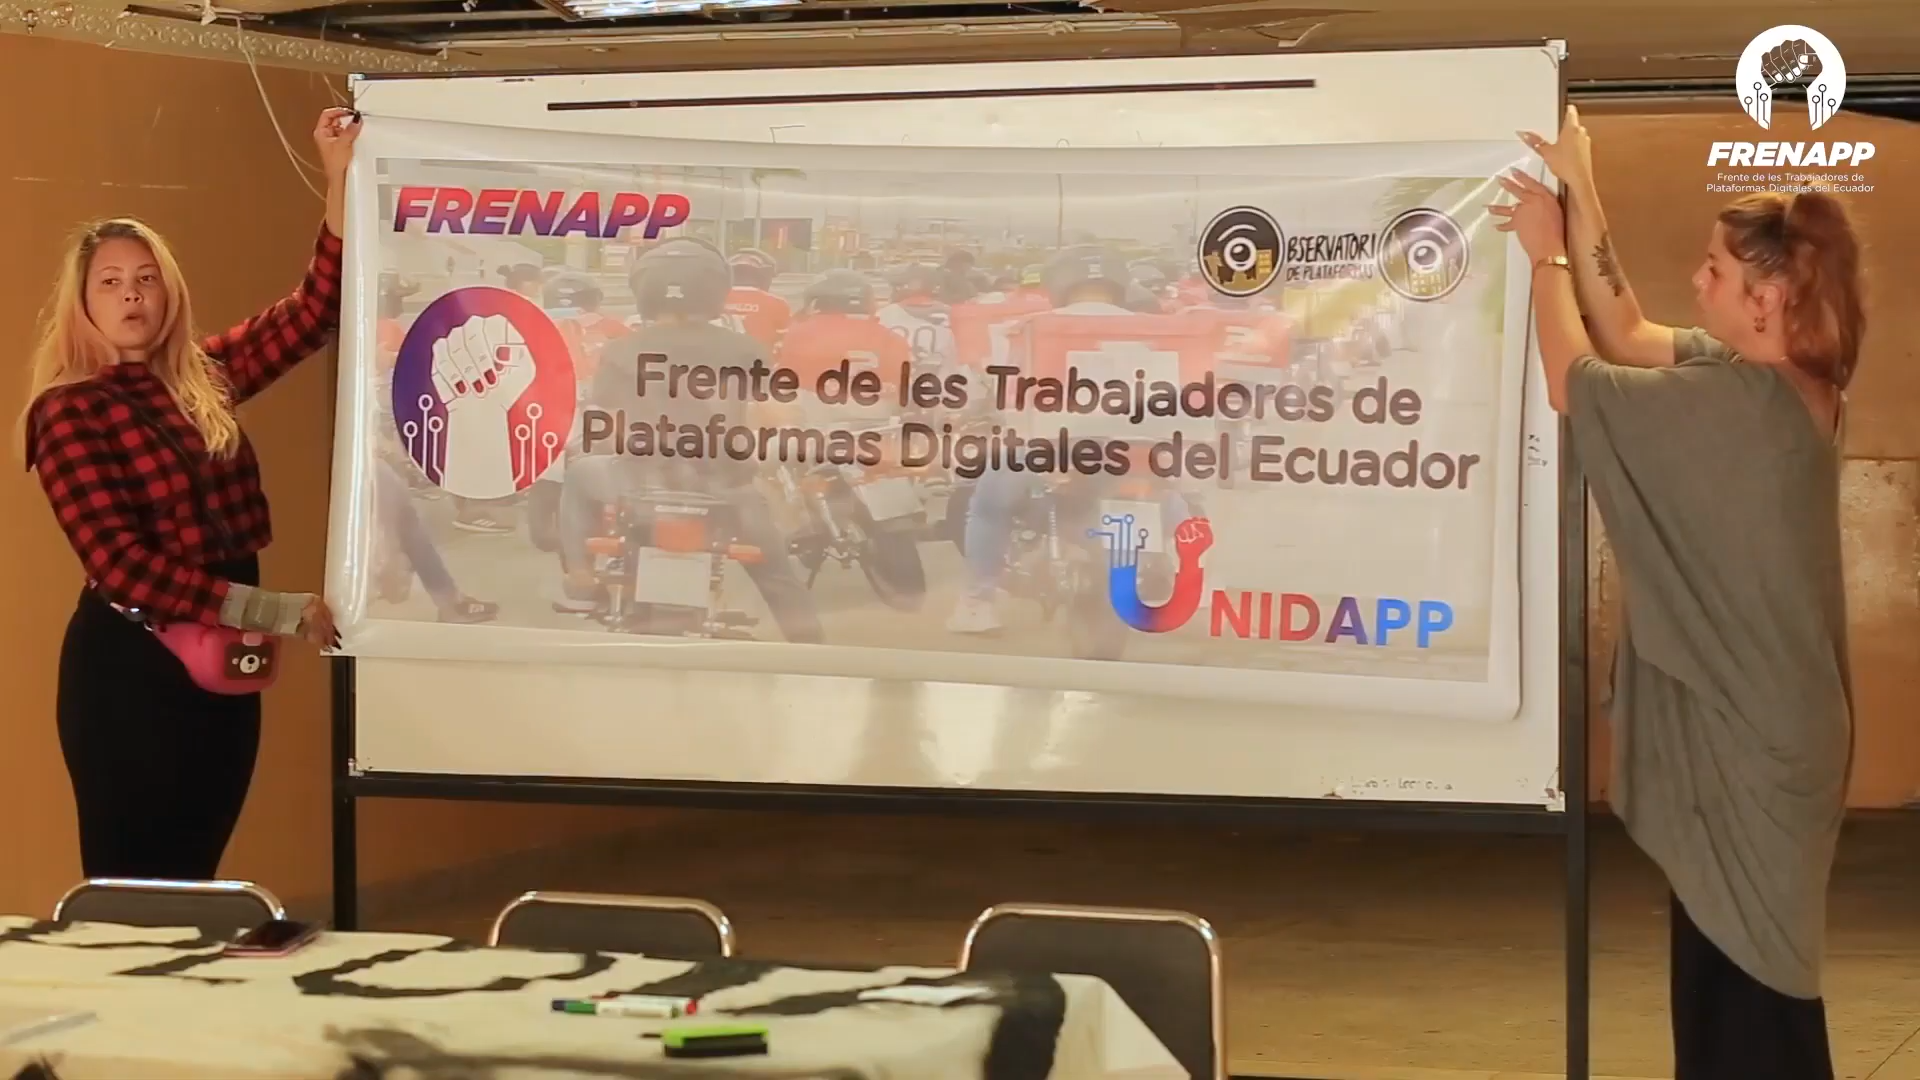 FRENAPP
BSERVATORI
DE PLATAFORMAS
Frente de les Trabajadores de
Plataformas Digitales del Ecuador
UNIDAPP
FRENAPP
Frente de les Trabajadores de
Plataformas Digitales del Ecuador